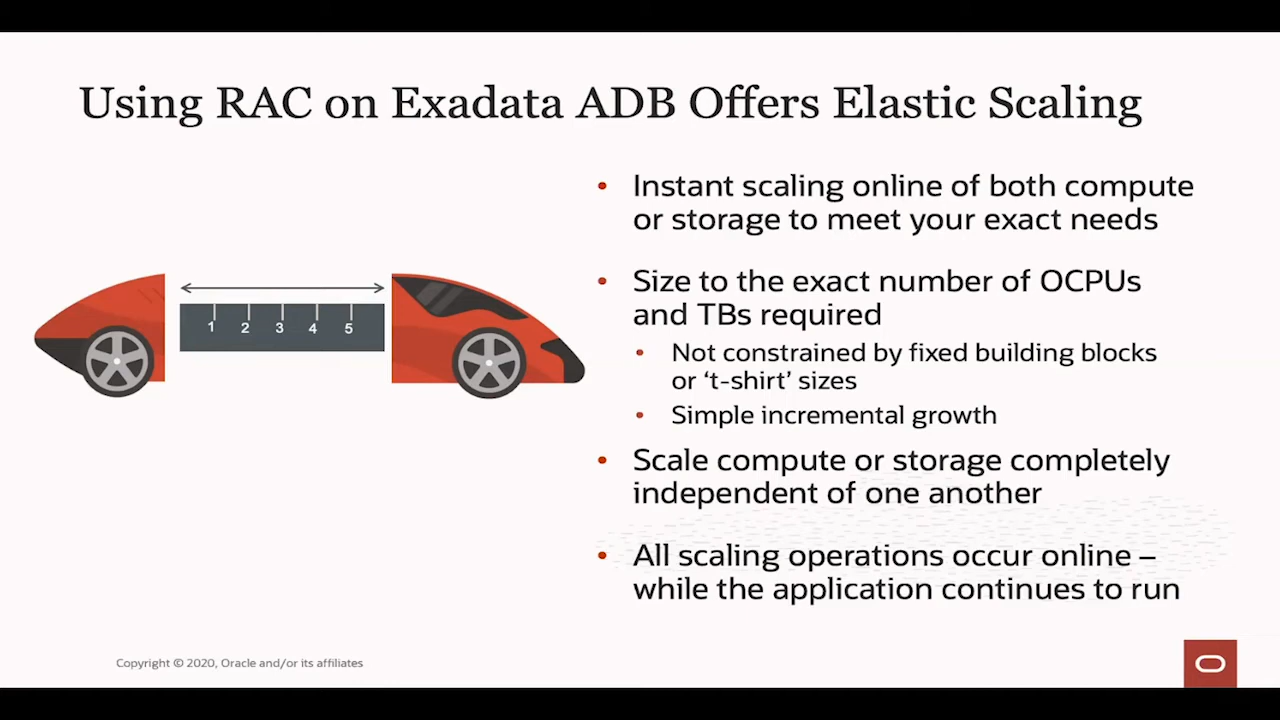 Using RAC on Exadata ADB Offers Elastic Scaling
1 2 3 4 5
• Instant scaling online of both compute
or storage to meet your exact needs
• Size to the exact number of OCPUs
and TBs required
• Not constrained by fixed building blocks
or ‘t-shirt’ sizes
• Simple incremental growth
• Scale compute or storage completely
independent of one another
• All scaling operations occur online –
while the application continues to run
Copyright © 2020, Oracle and/or its affiliates